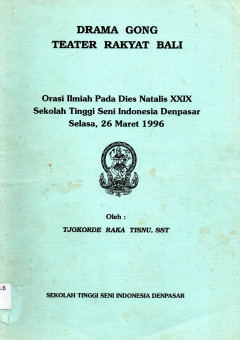 DRAMA GONG
TEATER RAKYAT BALI
Orasi Ilmiah Pada Dies Natalis XXIX
Sekolah Tinggi Seni Indonesia Denpasar
Selasa, 26 Maret 1996
Oleh :
TJOKORDE RAKA TISNU, SST
SEKOLAH TINGGI SENI INDONESIA DENPASAR